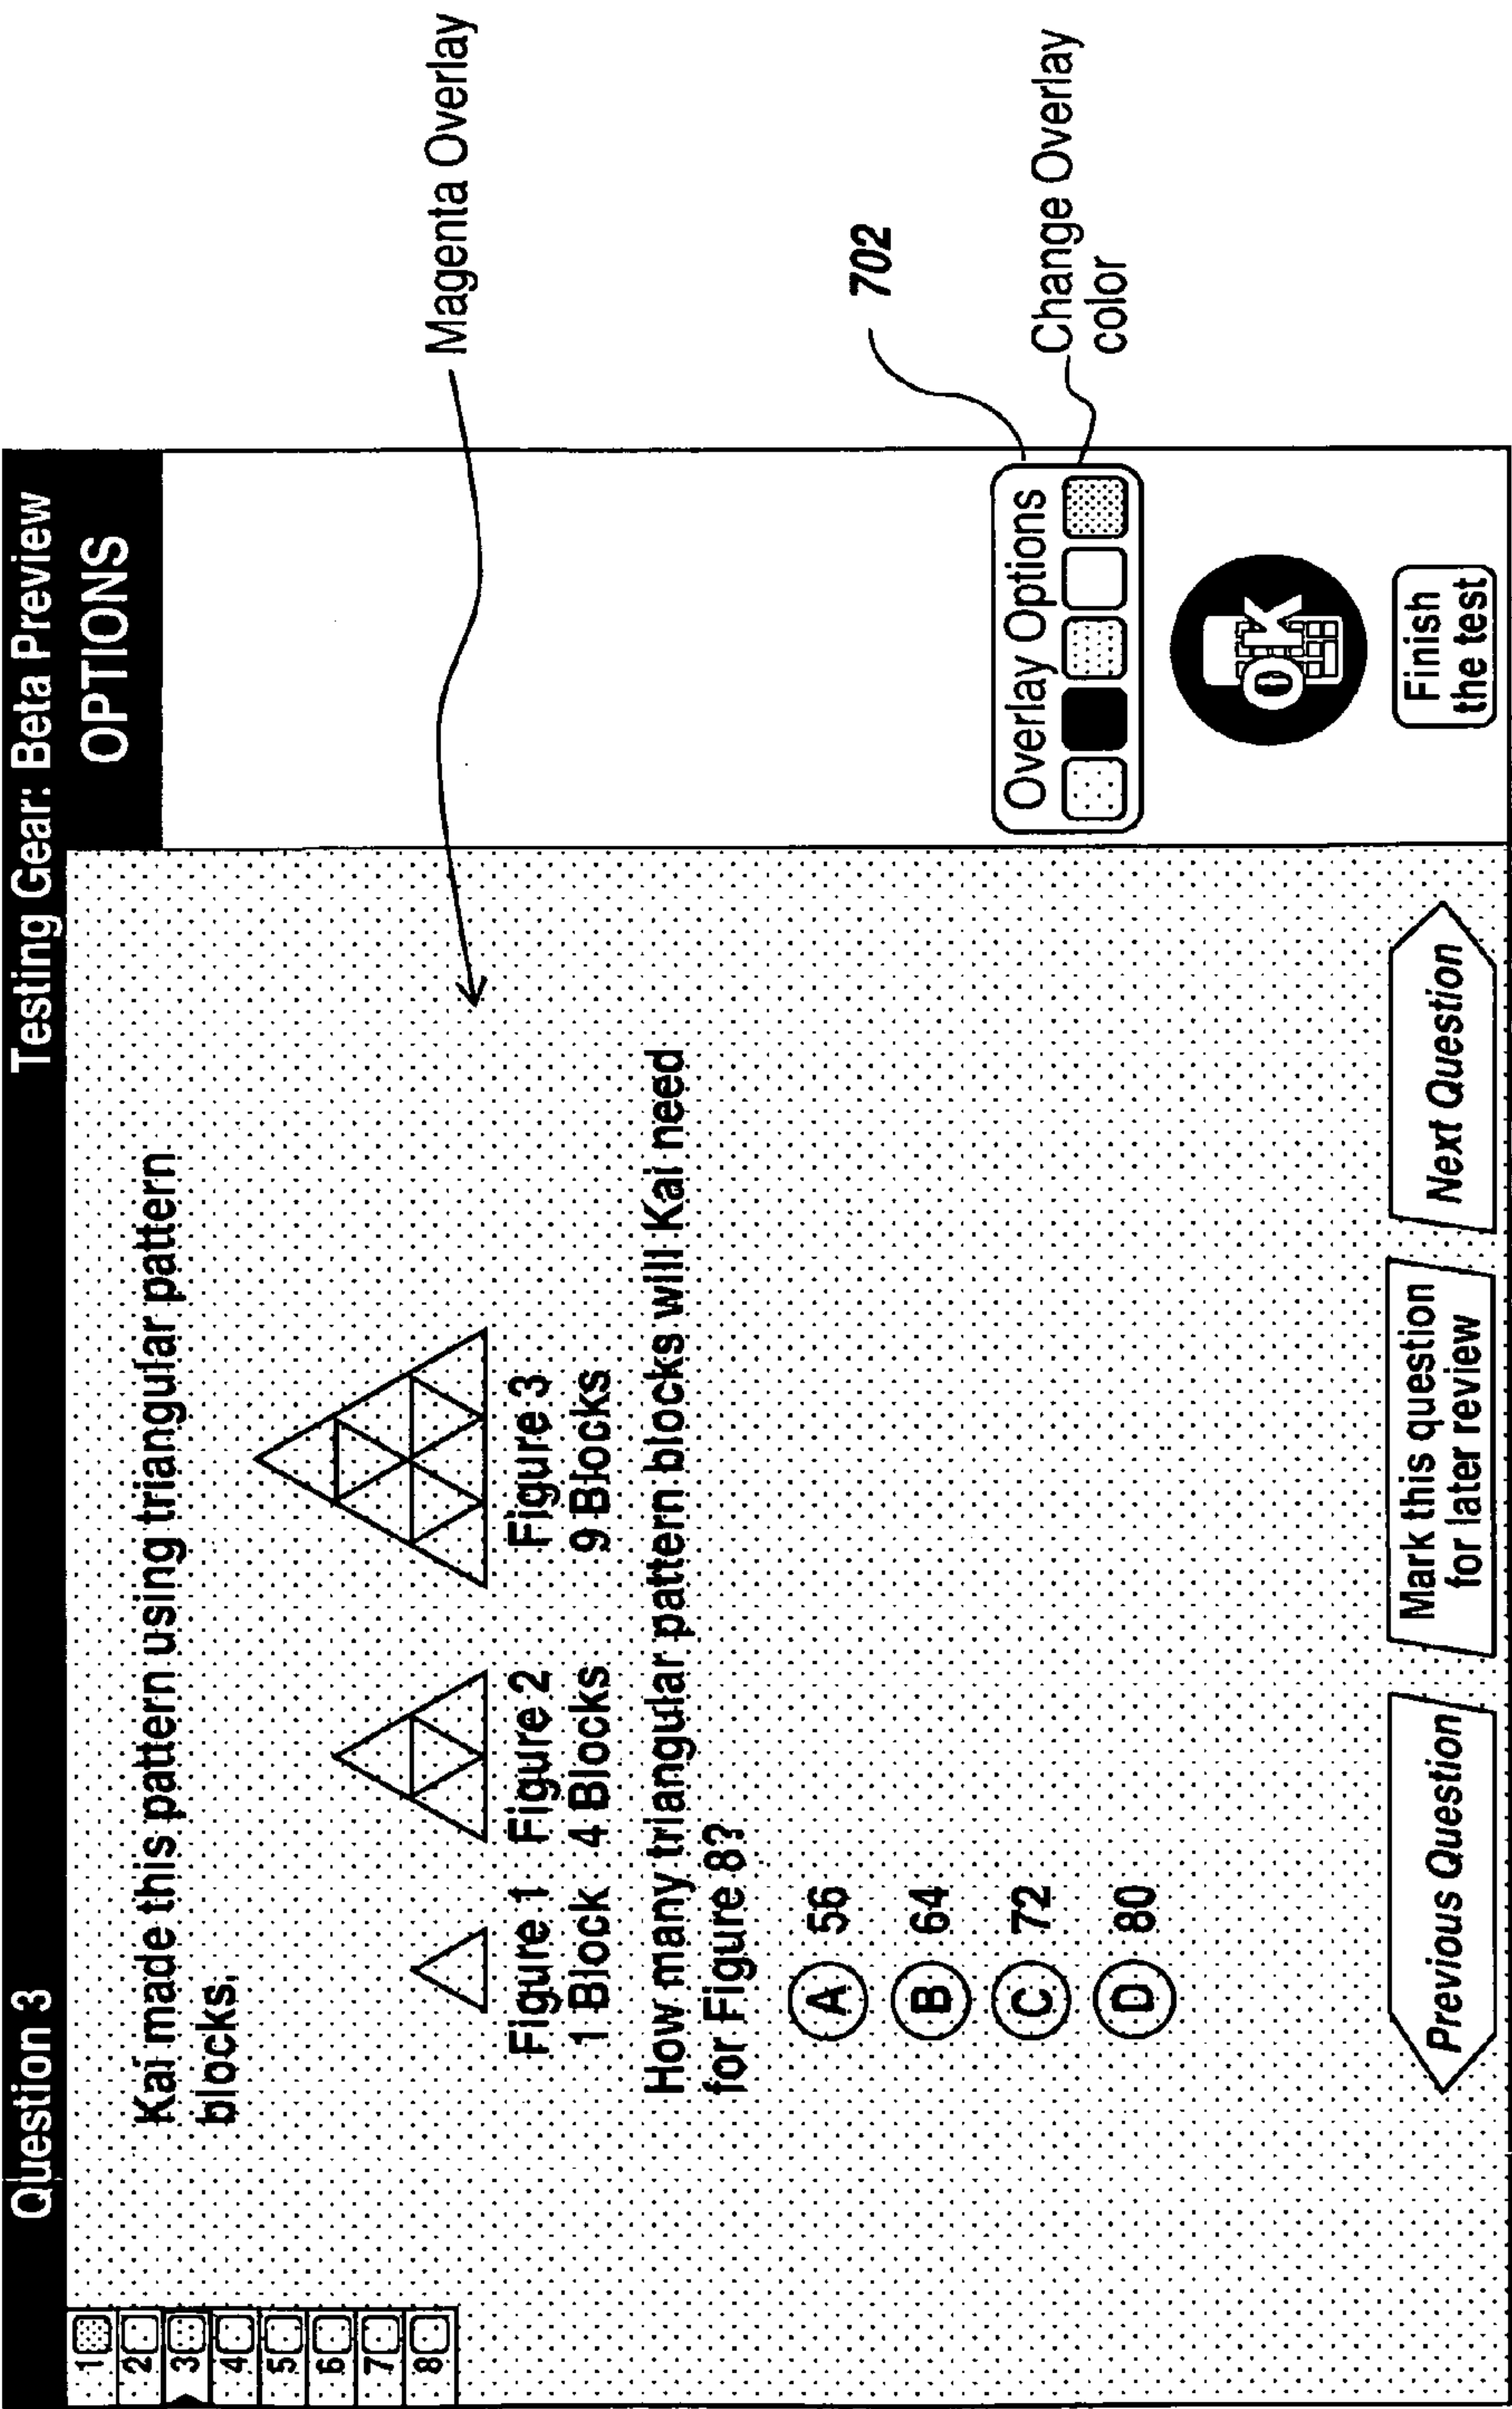 Question 3 Testing Gear: Beta Preview
OPTIONS
1
2
3
4
5
6
7
8
Kai made this pattern using triangular pattern
blocks.
Figure 1 Figure 2 Figure 3
1 Block 4 Blocks 9 Blocks
How many triangular pattern blocks will Kai need
for Figure 8?
A 56
B 64
C 72
D 80
Magenta Overlay
702
Overlay Options
Change Overlay
color
OK
Finish
the test
Previous Question
Mark this question
for later review
Next Question